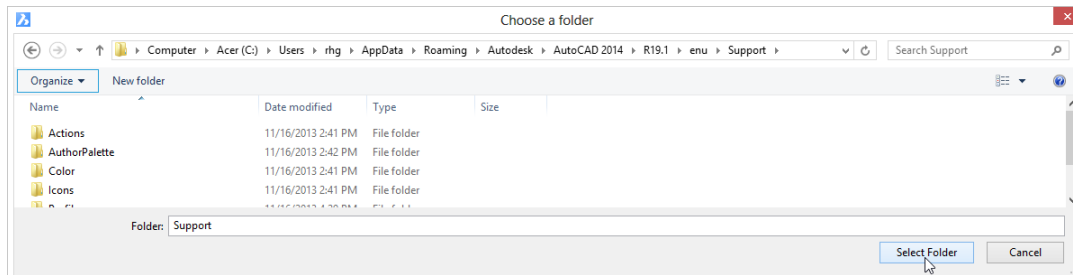 Choose a folder
Computer Acer (C:) Users rhg AppData Roaming Autodesk AutoCAD 2014 R19.1 enu Support Search Support
Organize New folder
Name Date modified Type Size
Actions 11/16/2013 2:41 PM File folder
AuthorPalette 11/16/2013 2:42 PM File folder
Color 11/16/2013 2:41 PM File folder
Icons 11/16/2013 2:41 PM File folder
Folder: Support
Select Folder Cancel